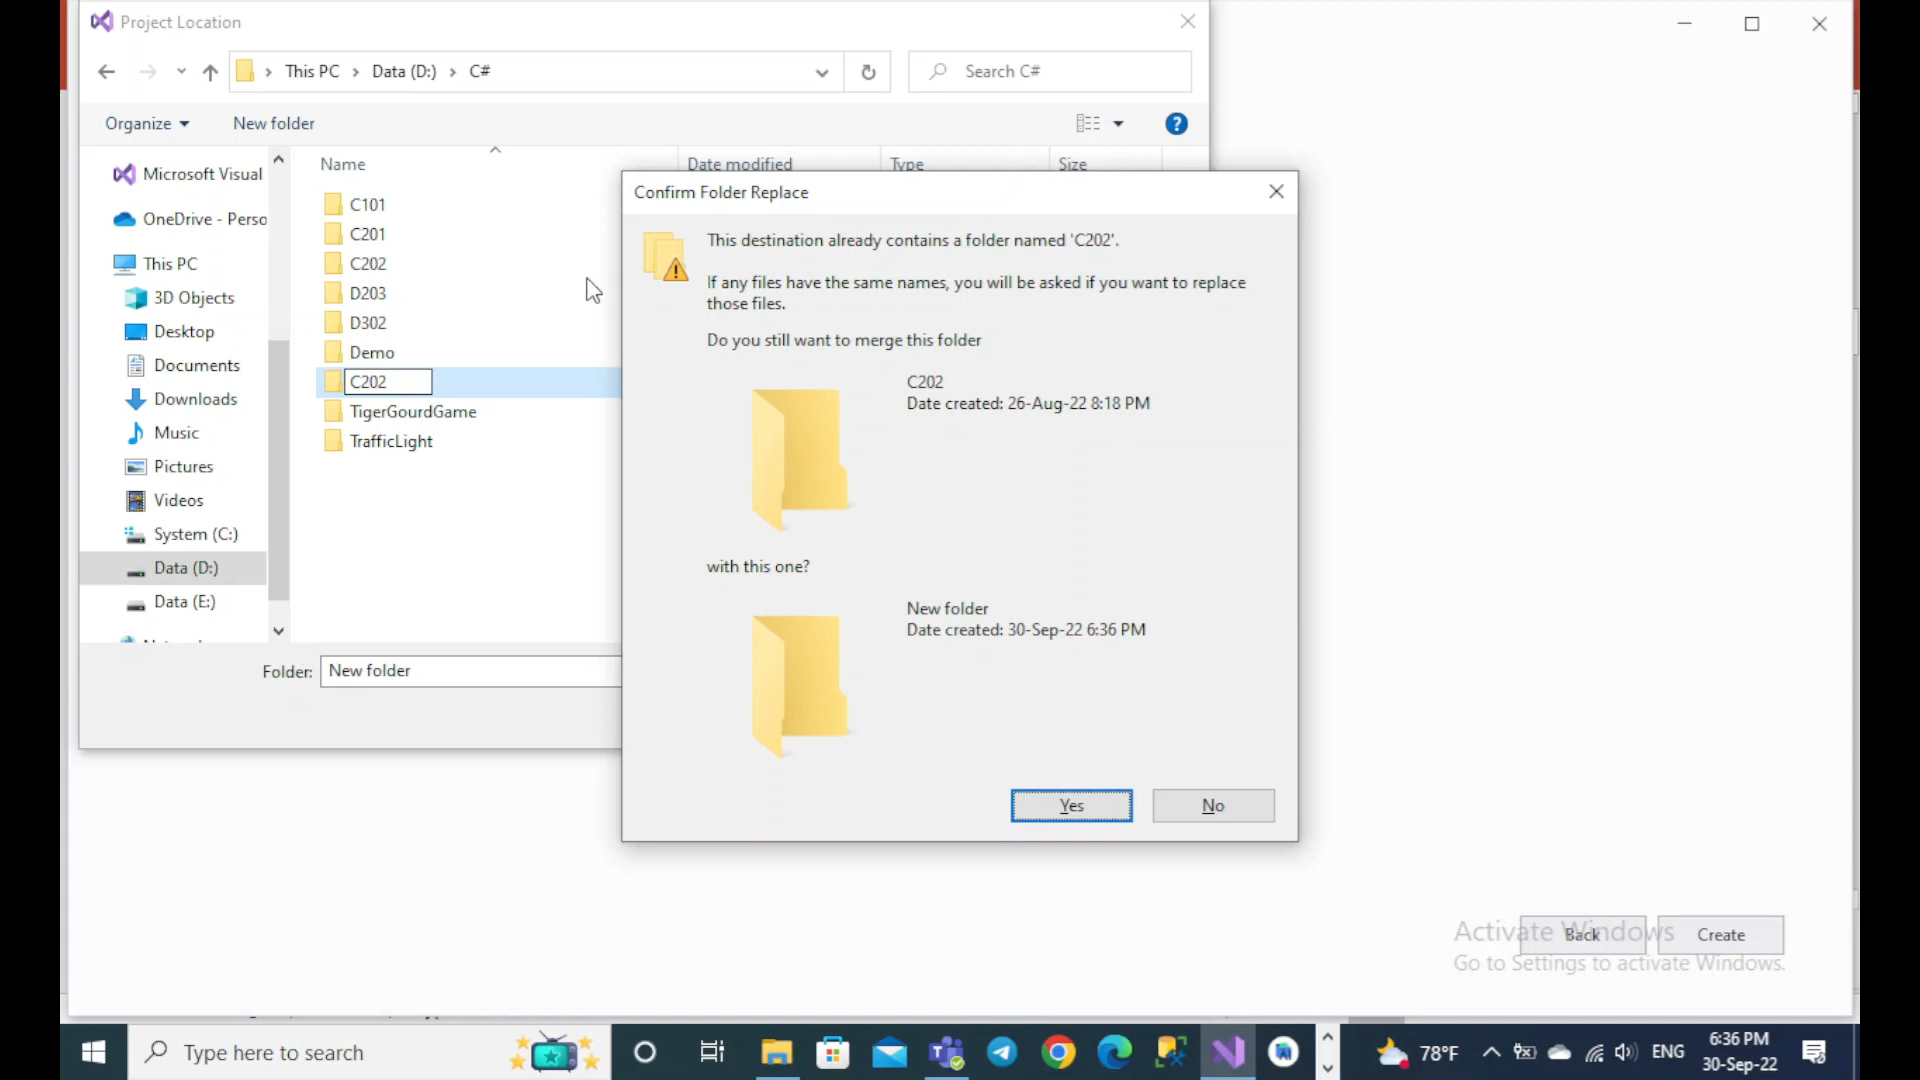 Project Location
This PC
Data (D:)
C#
Search C#
Organize
New folder
?
Name
Date modified
Type
Size
Microsoft Visual
OneDrive - Perso
This PC
3D Objects
Desktop
Documents
Downloads
Music
Pictures
Videos
System (C:)
Data (D:)
Data (E:)
C101
C201
C202
D203
D302
Demo
C202
TigerGourdGame
TrafficLight
Folder:
New folder
Confirm Folder Replace
This destination already contains a folder named 'C202'.
If any files have the same names, you will be asked if you want to replace
those files.
Do you still want to merge this folder
C202
Date created: 26-Aug-22 8:18 PM
with this one?
New folder
Date created: 30-Sep-22 6:36 PM
Yes
No
Activate Windows
Go to Settings to activate Windows.
Back
Create
Type here to search
78°F
ENG
6:36 PM
30-Sep-22